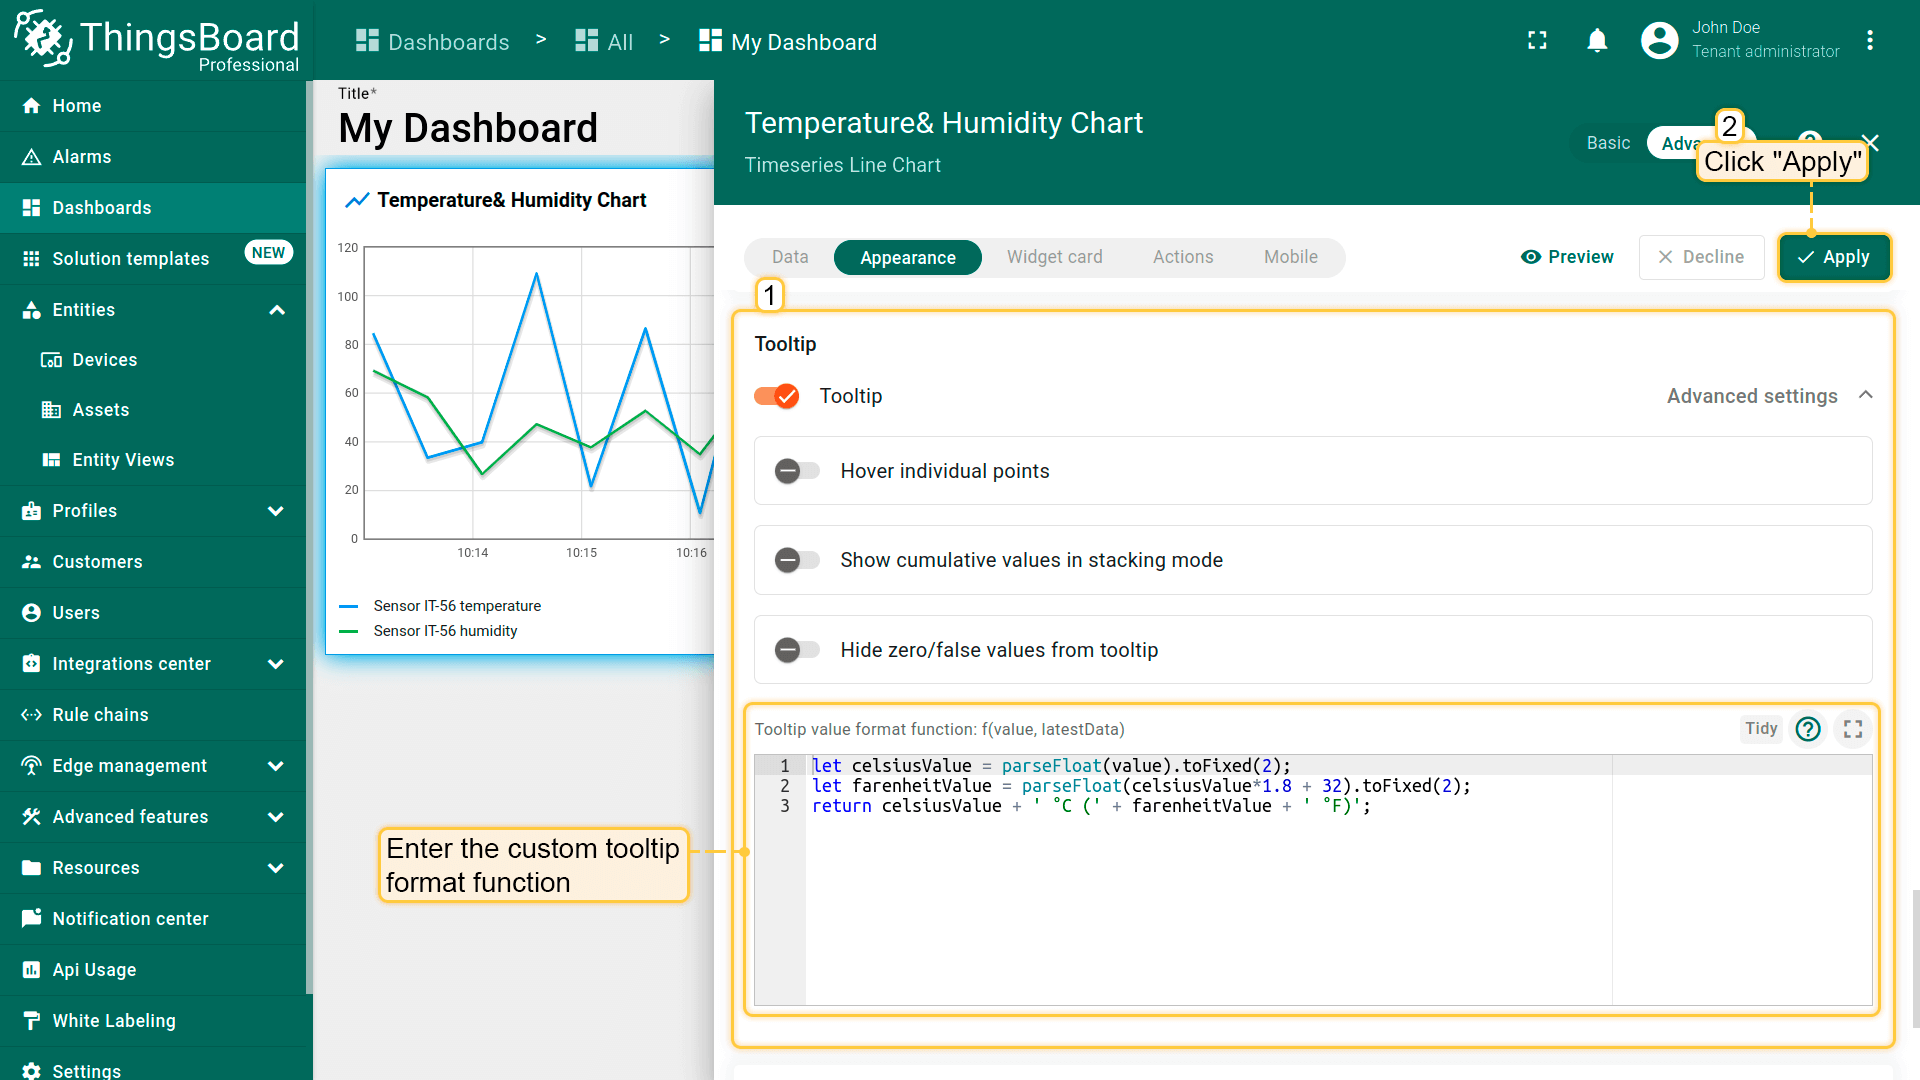 ThingsBoard
Professional
Dashboards > All > My Dashboard
John Doe
Tenant administrator
Home
Alarms
Dashboards
Solution templates NEW
Entities
Devices
Assets
Entity Views
Profiles
Customers
Users
Integrations center
Rule chains
Edge management
Advanced features
Resources
Notification center
Api Usage
White Labeling
Settings
Title*
My Dashboard
Temperature& Humidity Chart
120
100
80
60
40
20
0
10:14 10:15 10:16
Sensor IT-56 temperature
Sensor IT-56 humidity
Enter the custom tooltip
format function
Temperature& Humidity Chart
Timeseries Line Chart
Basic
2
Click "Apply"
Data Appearance Widget card Actions Mobile
Preview Decline Apply
1
Tooltip
Tooltip Advanced settings
Hover individual points
Show cumulative values in stacking mode
Hide zero/false values from tooltip
Tooltip value format function: f(value, latestData) Tidy
1 let celsiusValue = parseFloat(value).toFixed(2);
2 let farenheitValue = parseFloat(celsiusValue*1.8 + 32).toFixed(2);
3 return celsiusValue + ' °C (' + farenheitValue + ' °F)';